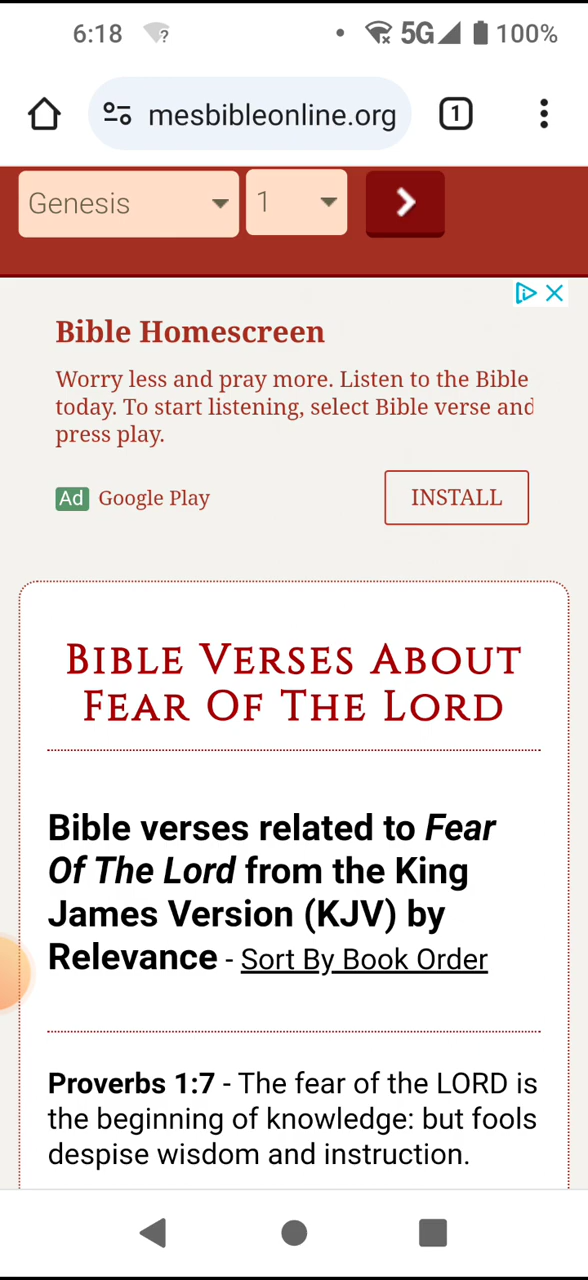 6:18
5G 100%
mesbibleonline.org
1
Genesis
1
Bible Homescreen
Worry less and pray more. Listen to the Bible
today. To start listening, select Bible verse and
press play.
Ad Google Play
INSTALL
BIBLE VERSES ABOUT
FEAR OF THE LORD
Bible verses related to Fear
Of The Lord from the King
James Version (KJV) by
Relevance - Sort By Book Order
Proverbs 1:7 - The fear of the LORD is
the beginning of knowledge: but fools
despise wisdom and instruction.